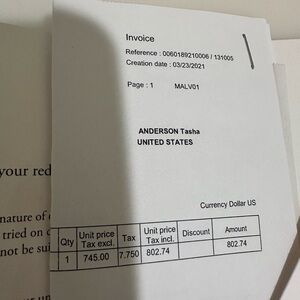 Invoice
Reference : 0060189210006 / 131005
Creation date : 03/23/2021
Page : 1 MALV01
ANDERSON Tasha
UNITED STATES
Currency Dollar US
Qty Unit price Tax excl. Tax Unit price Tax incl. Discount Amount
1 745.00 7.750 802.74 802.74
your red
nature of
tried on
not be sui